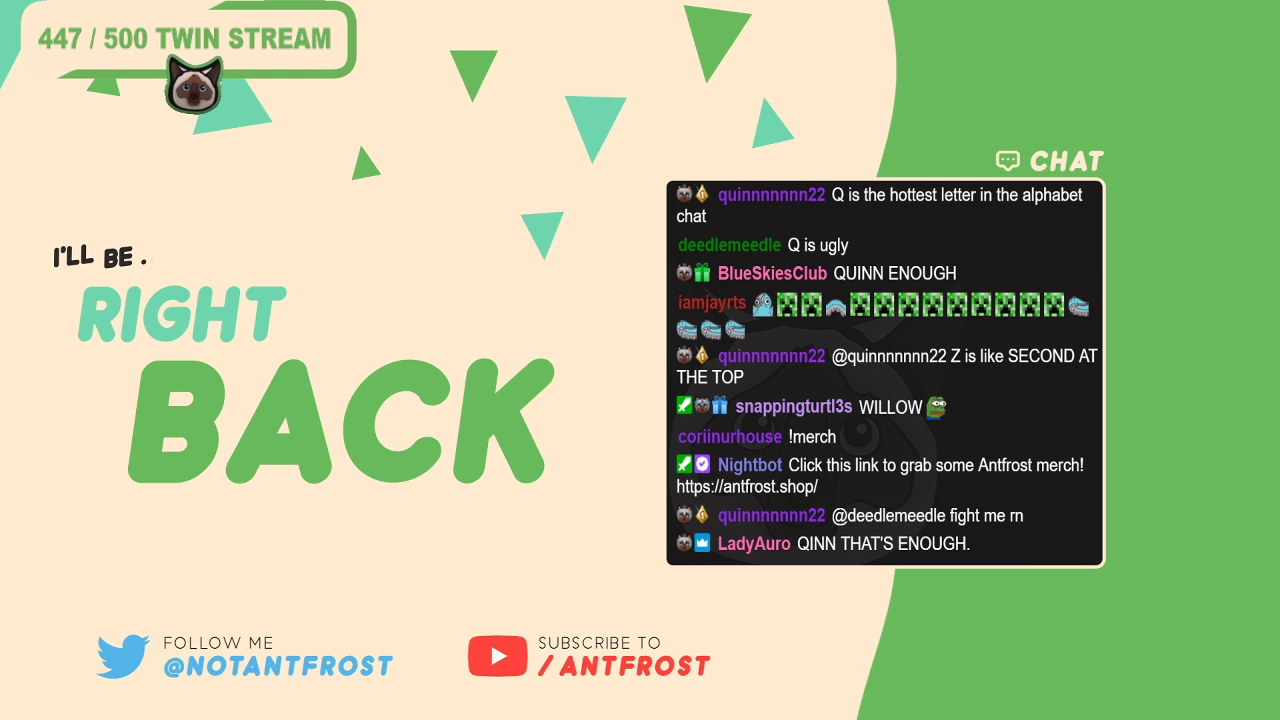 447 / 500 TWIN STREAM
I'LL BE .
RIGHT
BACK
CHAT
quinnnnnnn22 Q is the hottest letter in the alphabet
chat
deedlemeedle Q is ugly
BlueSkiesClub QUINN ENOUGH
iamjayrts
quinnnnnnn22 @quinnnnnnn22 Z is like SECOND AT
THE TOP
snappingturtl3s WILLOW
coriinurhouse !merch
Nightbot Click this link to grab some Antfrost merch!
https://antfrost.shop/
quinnnnnnn22 @deedlemeedle fight me rn
LadyAuro QINN THAT'S ENOUGH.
FOLLOW ME
@NOTANTFROST
SUBSCRIBE TO
/ANTFROST